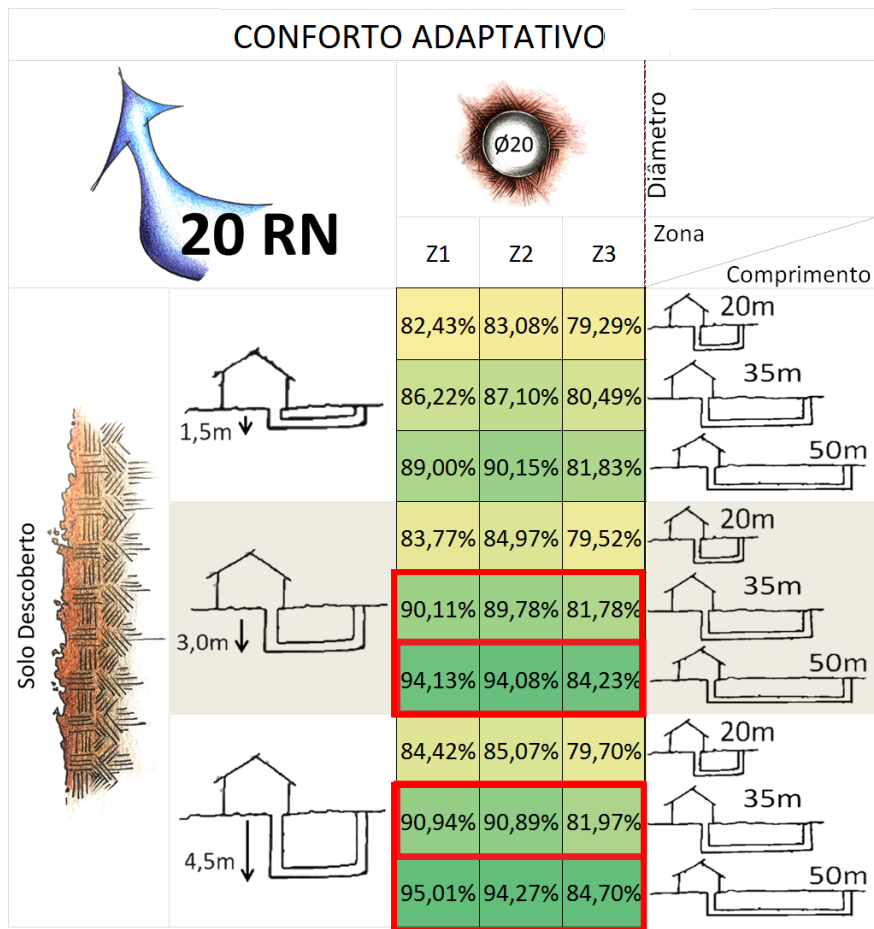 CONFORTO ADAPTATIVO
20 RN
Ø20
Diâmetro
Z1 Z2 Z3
Zona
Comprimento
Solo Descoberto
1,5m
82,43% 83,08% 79,29% 20m
86,22% 87,10% 80,49% 35m
89,00% 90,15% 81,83% 50m
3,0m
83,77% 84,97% 79,52% 20m
90,11% 89,78% 81,78% 35m
94,13% 94,08% 84,23% 50m
4,5m
84,42% 85,07% 79,70% 20m
90,94% 90,89% 81,97% 35m
95,01% 94,27% 84,70% 50m